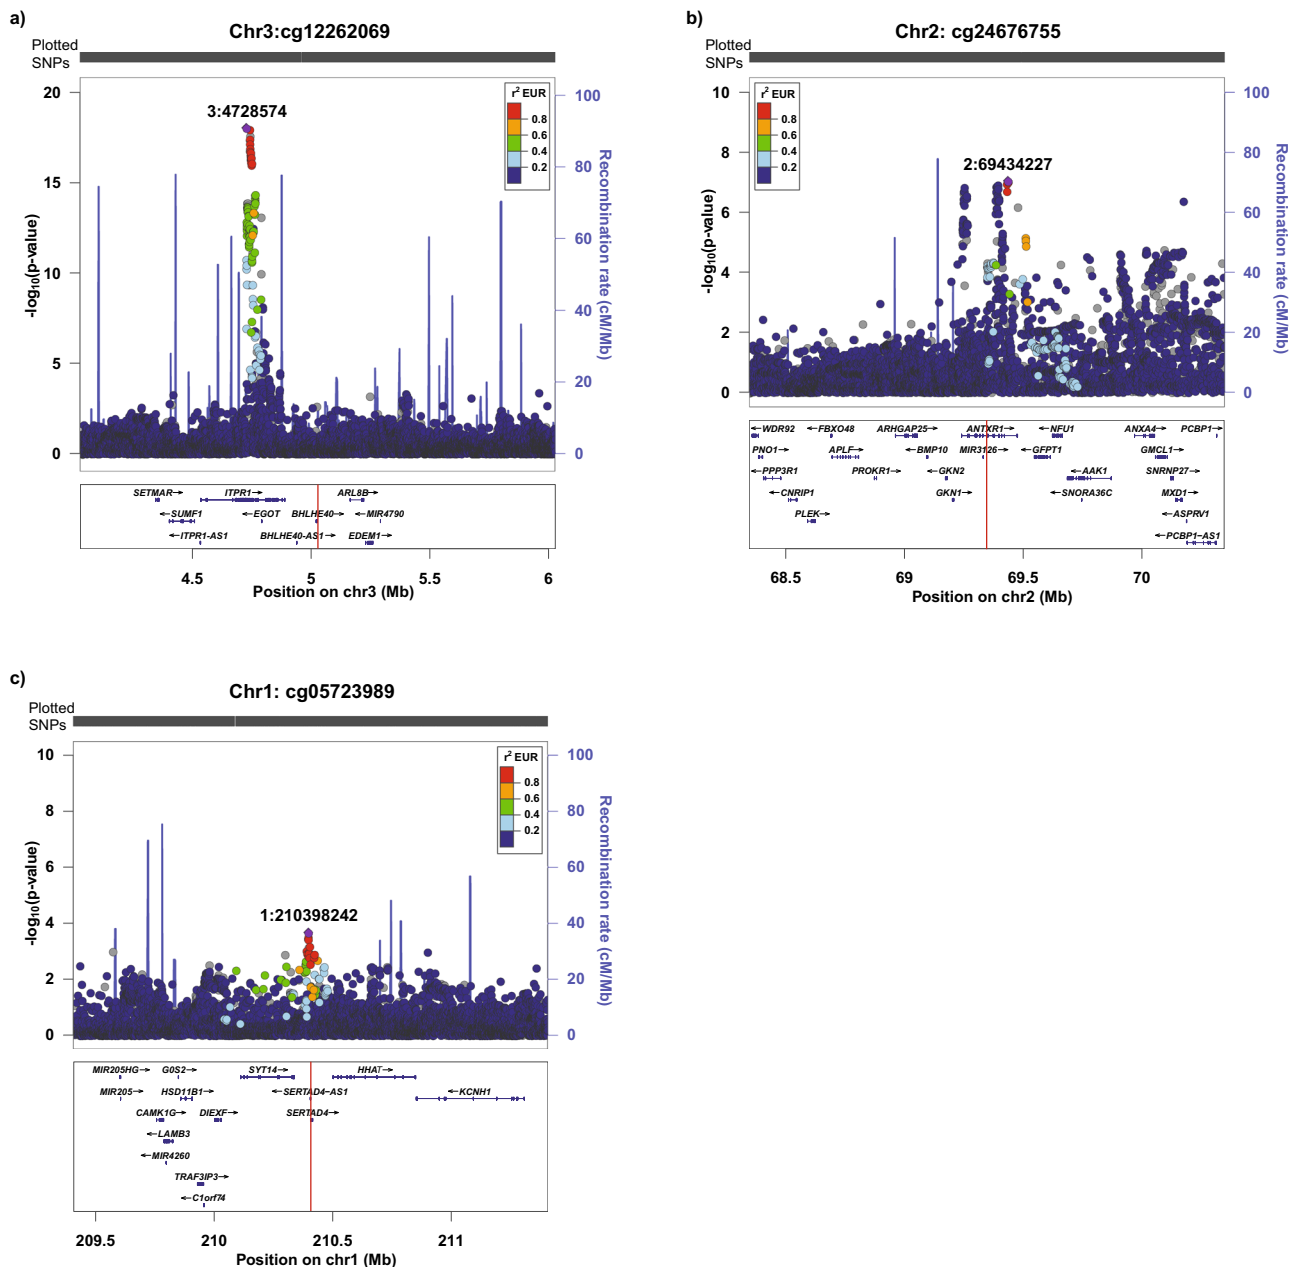 a)
Chr3:cg12262069
Plotted
SNPs
20
15
10
5
0
-log10(p-value)
3:4728574
r2 EUR
0.8
0.6
0.4
0.2
100
80
60
40
20
0
Recombination rate (cM/Mb)
SETMAR→
ITPR1→
ARL8B→
←SUMF1
←EGOT
BHLHE40→
←MIR4790
←ITPR1-AS1
BHLHE40-AS1→
EDEM1→
4.5
5
5.5
6
Position on chr3 (Mb)
b)
Chr2: cg24676755
Plotted
SNPs
10
8
6
4
2
0
-log10(p-value)
2:69434227
r2 EUR
0.8
0.6
0.4
0.2
100
80
60
40
20
0
Recombination rate (cM/Mb)
←WDR92
←FBXO48
ARHGAP25→
ANTXR1→
←NFU1
ANXA4→
PCBP1→
PNO1→
APLF→
←BMP10
MIR3126→
←GFPT1
GMCL1→
←PPP3R1
PROKR1→
←GKN2
←AAK1
SNRNP27→
←CNRIP1
GKN1→
←SNORA36C
MXD1→
PLEK→
←ASPRV1
←PCBP1-AS1
68.5
69
69.5
70
Position on chr2 (Mb)
c)
Chr1: cg05723989
Plotted
SNPs
10
8
6
4
2
0
-log10(p-value)
1:210398242
r2 EUR
0.8
0.6
0.4
0.2
100
80
60
40
20
0
Recombination rate (cM/Mb)
MIR205HG→
G0S2→
SYT14→
HHAT→
MIR205→
HSD11B1→
←SERTAD4-AS1
←KCNH1
CAMK1G→
DIEXF→
SERTAD4→
←LAMB3
←MIR4260
TRAF3IP3→
←C1orf74
209.5
210
210.5
211
Position on chr1 (Mb)